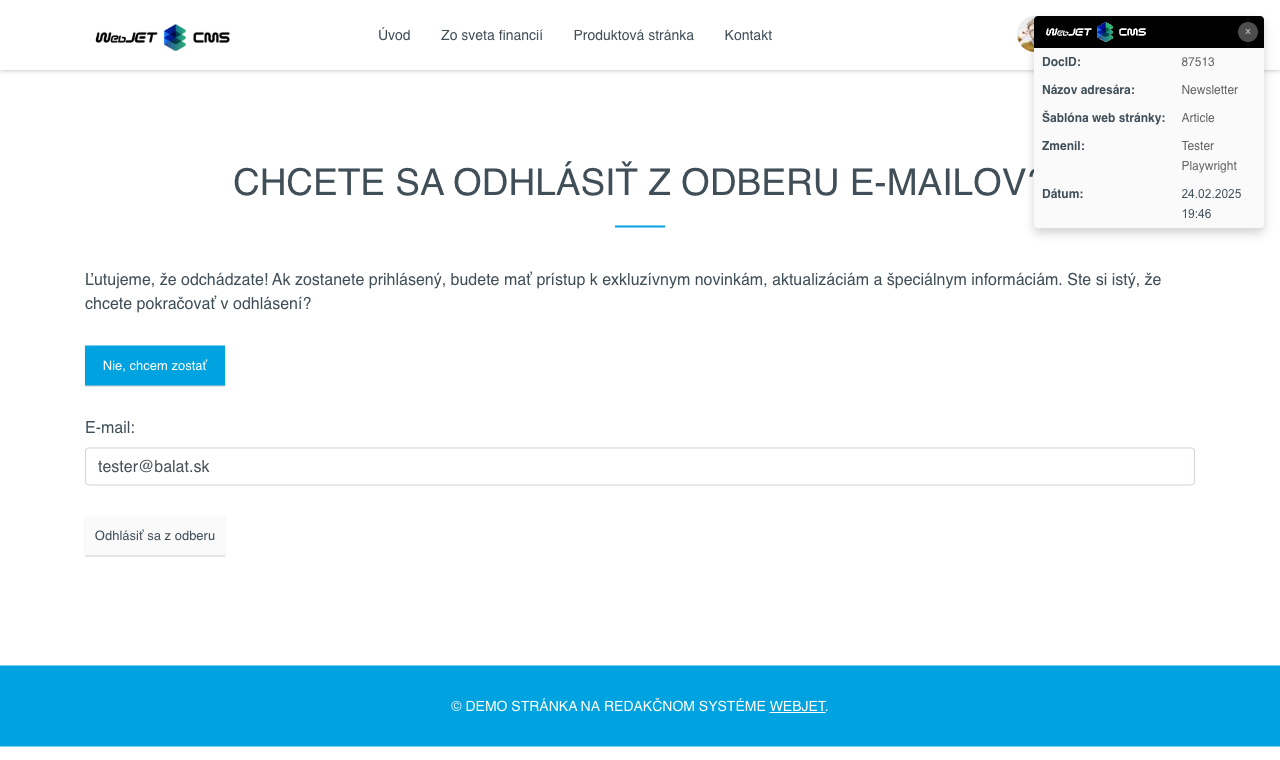 WebJET CMS
Úvod Zo sveta financií Produktová stránka Kontakt
WebJET CMS ×
DocID: 87513
Názov adresára: Newsletter
Šablóna web stránky: Article
Zmenil: Tester
Playwright
Dátum: 24.02.2025
19:46
CHCETE SA ODHLÁSIŤ Z ODBERU E-MAILOV?
Ľutujeme, že odchádzate! Ak zostanete prihlásený, budete mať prístup k exkluzívnym novinkám, aktualizáciám a špeciálnym informáciám. Ste si istý, že
chcete pokračovať v odhlásení?
Nie, chcem zostať
E-mail:
tester@balat.sk
Odhlásiť sa z odberu
© DEMO STRÁNKA NA REDAKČNOM SYSTÉME WEBJET.